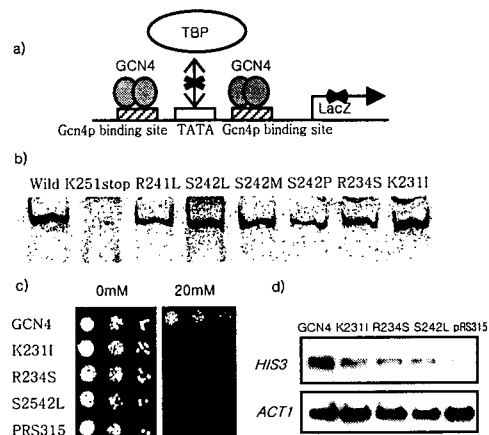 a)
TBP
GCN4 GCN4
LacZ
Gcn4p binding site TATA Gcn4p binding site
b)
Wild K251stop R241L S242L S242M S242P R234S K231I
c) 0mM 20mM
GCN4
K231I
R234S
S2542L
PRS315
d)
GCN4 K231I R234S S242L pRS315
HIS3
ACT1